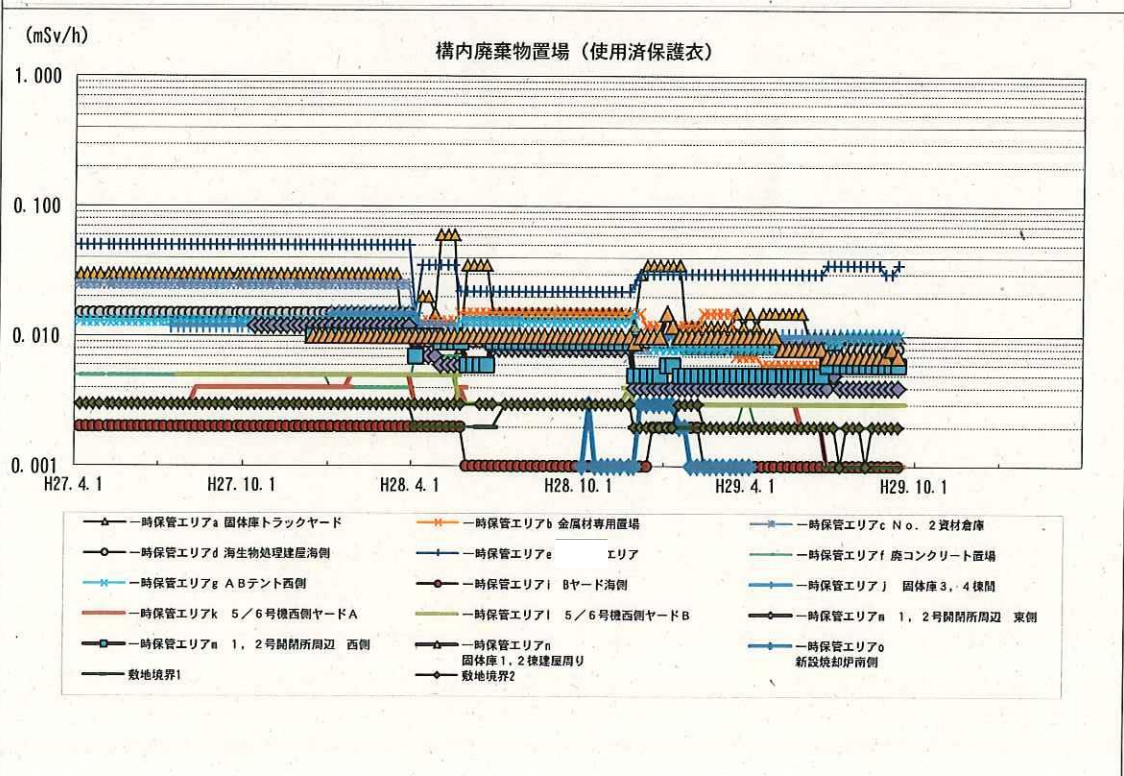 (mSv/h)
構内廃棄物置場（使用済保護衣）
1.000
0.100
0.010
0.001
H27.4.1 H27.10.1 H28.4.1 H28.10.1 H29.4.1 H29.10.1
一時保管エリアa 固体庫トラックヤード 一時保管エリアb 金属材専用置場 一時保管エリアc No．2資材倉庫
一時保管エリアd 海生物処理建屋海側 一時保管エリアe エリア 一時保管エリアf 廃コンクリート置場
一時保管エリアg ABテント西側 一時保管エリアi Bヤード海側 一時保管エリアj 固体庫3，4棟間
一時保管エリアk 5／6号機西側ヤードA 一時保管エリアl 5／6号機西側ヤードB 一時保管エリアm 1，2号開閉所周辺 東側
一時保管エリアm 1，2号開閉所周辺 西側 一時保管エリアn 一時保管エリアo
固体庫1，2棟建屋周り 新設焼却炉南側
敷地境界1 敷地境界2